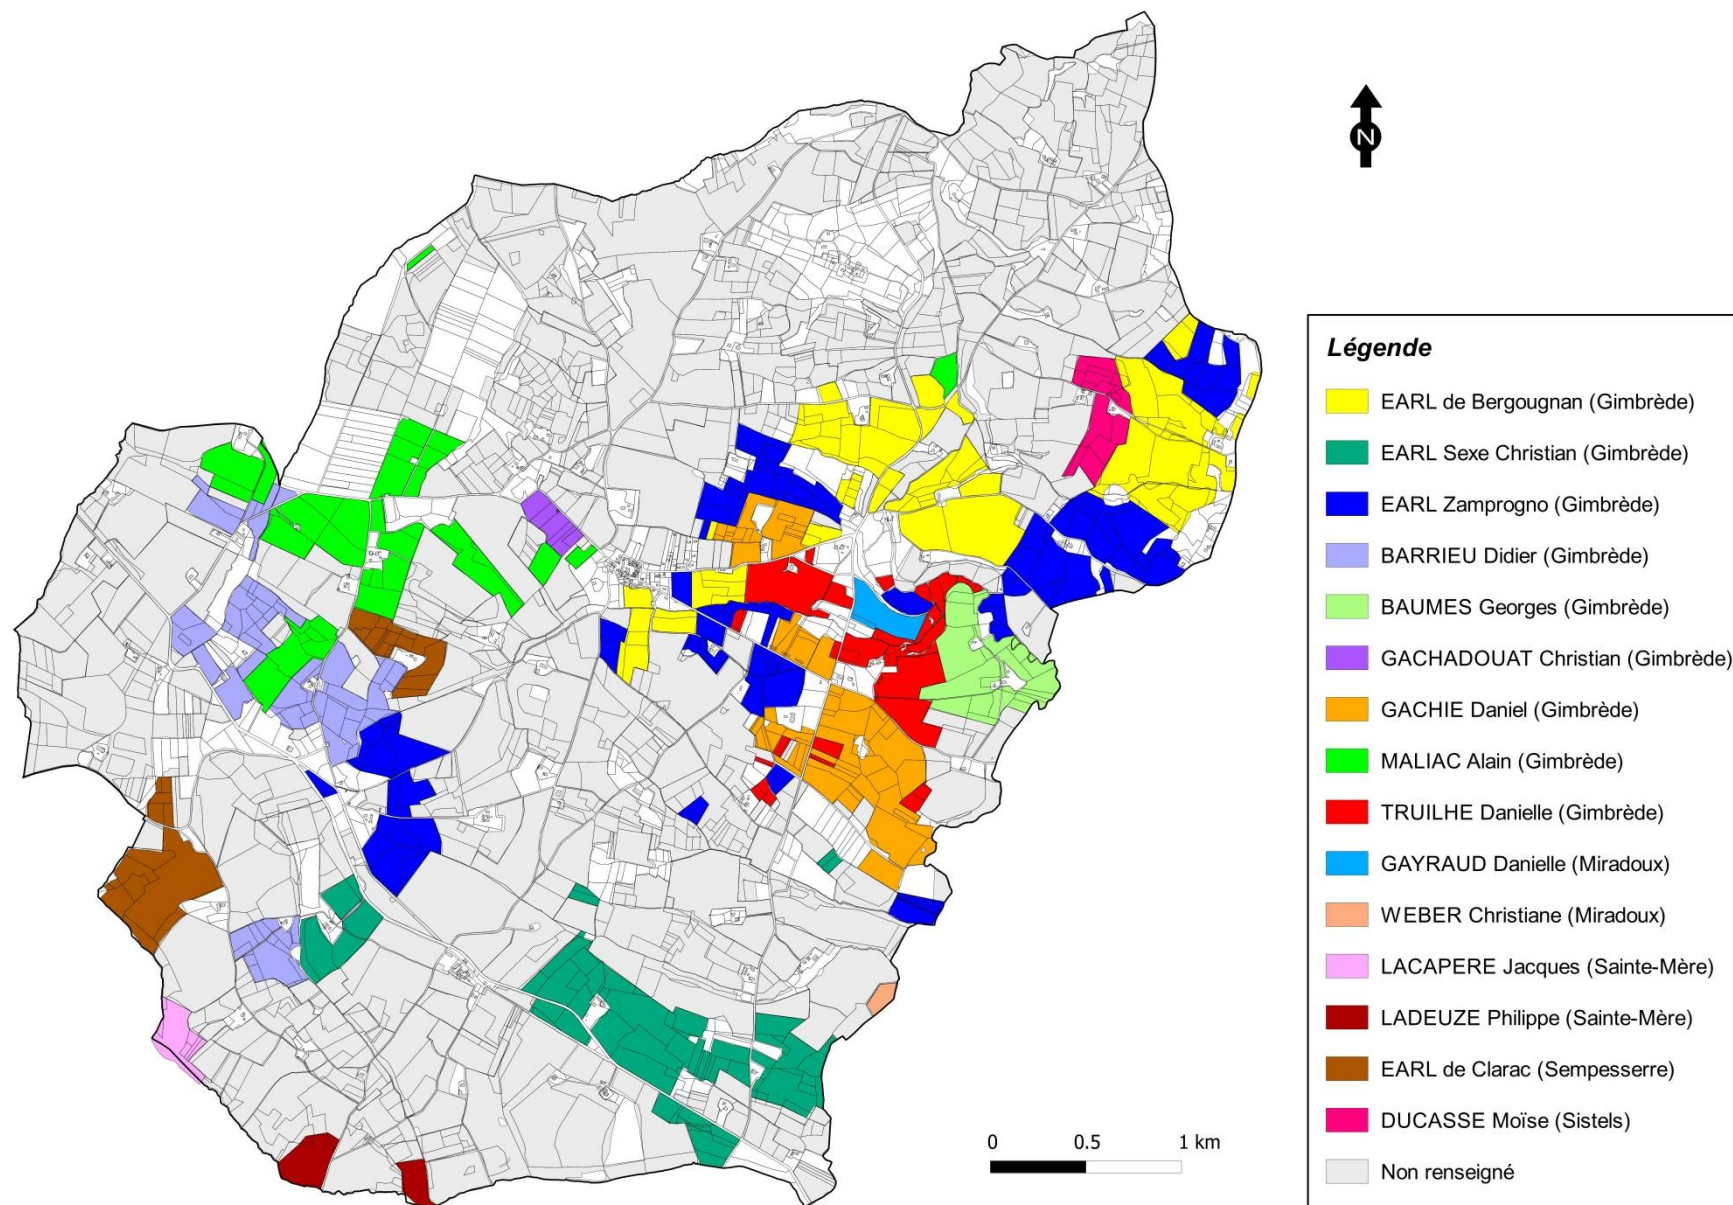 N
Légende
EARL de Bergougnan (Gimbrède)
EARL Sexe Christian (Gimbrède)
EARL Zamprogno (Gimbrède)
BARRIEU Didier (Gimbrède)
BAUMES Georges (Gimbrède)
GACHADOUAT Christian (Gimbrède)
GACHIE Daniel (Gimbrède)
MALIAC Alain (Gimbrède)
TRUILHE Danielle (Gimbrède)
GAYRAUD Danielle (Miradoux)
WEBER Christiane (Miradoux)
LACAPERE Jacques (Sainte-Mère)
LADEUZE Philippe (Sainte-Mère)
EARL de Clarac (Sempesserre)
DUCASSE Moïse (Sistels)
Non renseigné
0 0.5 1 km